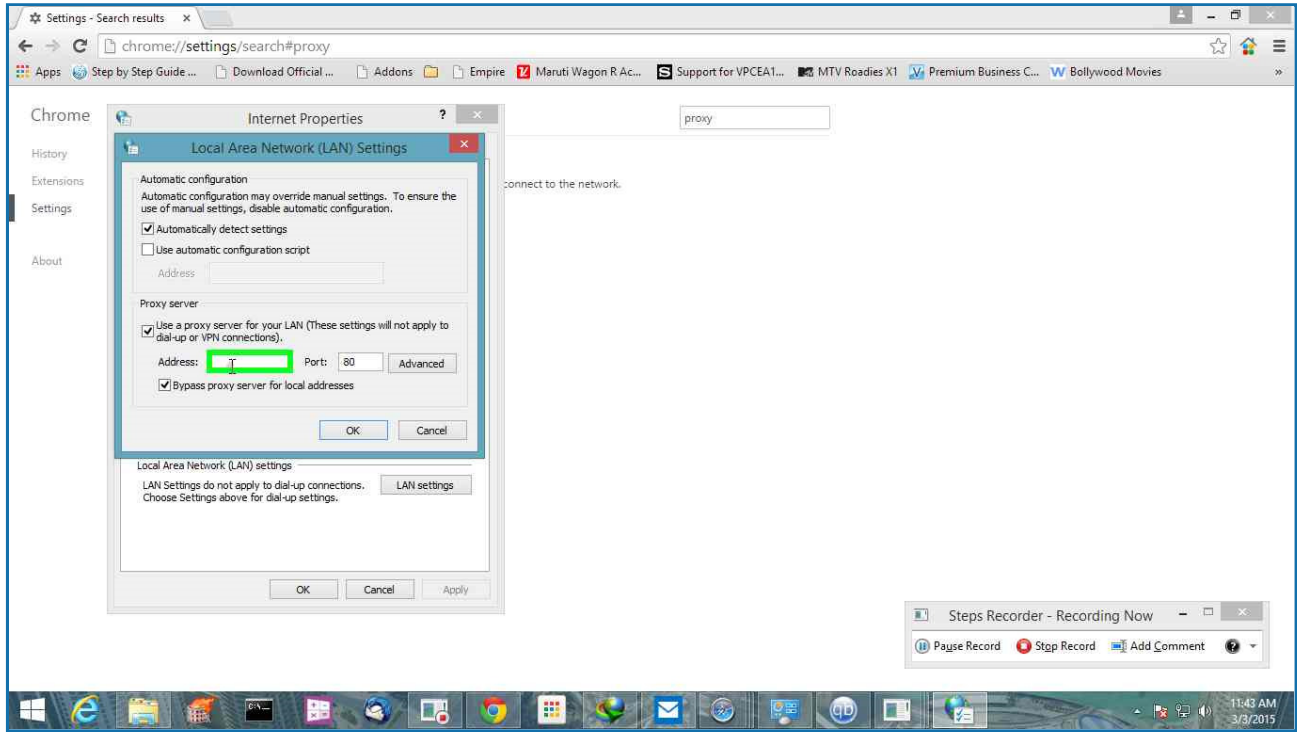 Settings - Search results
chrome://settings/search#proxy
Apps Step by Step Guide ... Download Official ... Addons Empire Maruti Wagon R Ac... Support for VPCEA1... MTV Roadies X1 Premium Business C... Bollywood Movies »
Chrome
History
Extensions
Settings
About
proxy
connect to the network.
Internet Properties ?
Local Area Network (LAN) Settings
Automatic configuration
Automatic configuration may override manual settings. To ensure the
use of manual settings, disable automatic configuration.
Automatically detect settings
Use automatic configuration script
Address
Proxy server
Use a proxy server for your LAN (These settings will not apply to
dial-up or VPN connections).
Address: Port: 80 Advanced
Bypass proxy server for local addresses
OK Cancel
Local Area Network (LAN) settings
LAN Settings do not apply to dial-up connections. LAN settings
Choose Settings above for dial-up settings.
OK Cancel Apply
Steps Recorder - Recording Now
Pause Record Stop Record Add Comment
11:43 AM
3/3/2015